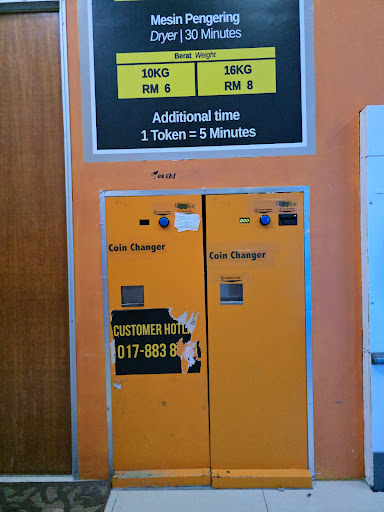 Mesin Pengering
Dryer | 30 Minutes
Berat Weight
10KG
RM 6
16KG
RM 8
Additional time
1 Token = 5 Minutes
TOKEN
Coin Changer
Coin Changer
CUSTOMER HOTL
017-883 8